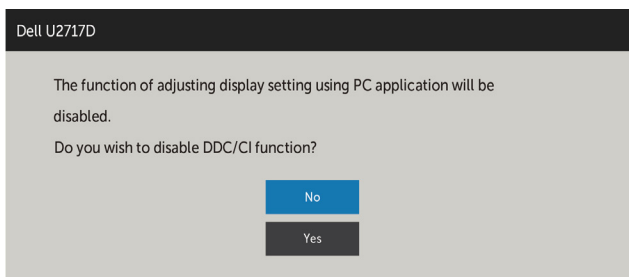 Dell U2717D
The function of adjusting display setting using PC application will be
disabled.
Do you wish to disable DDC/CI function?
No
Yes